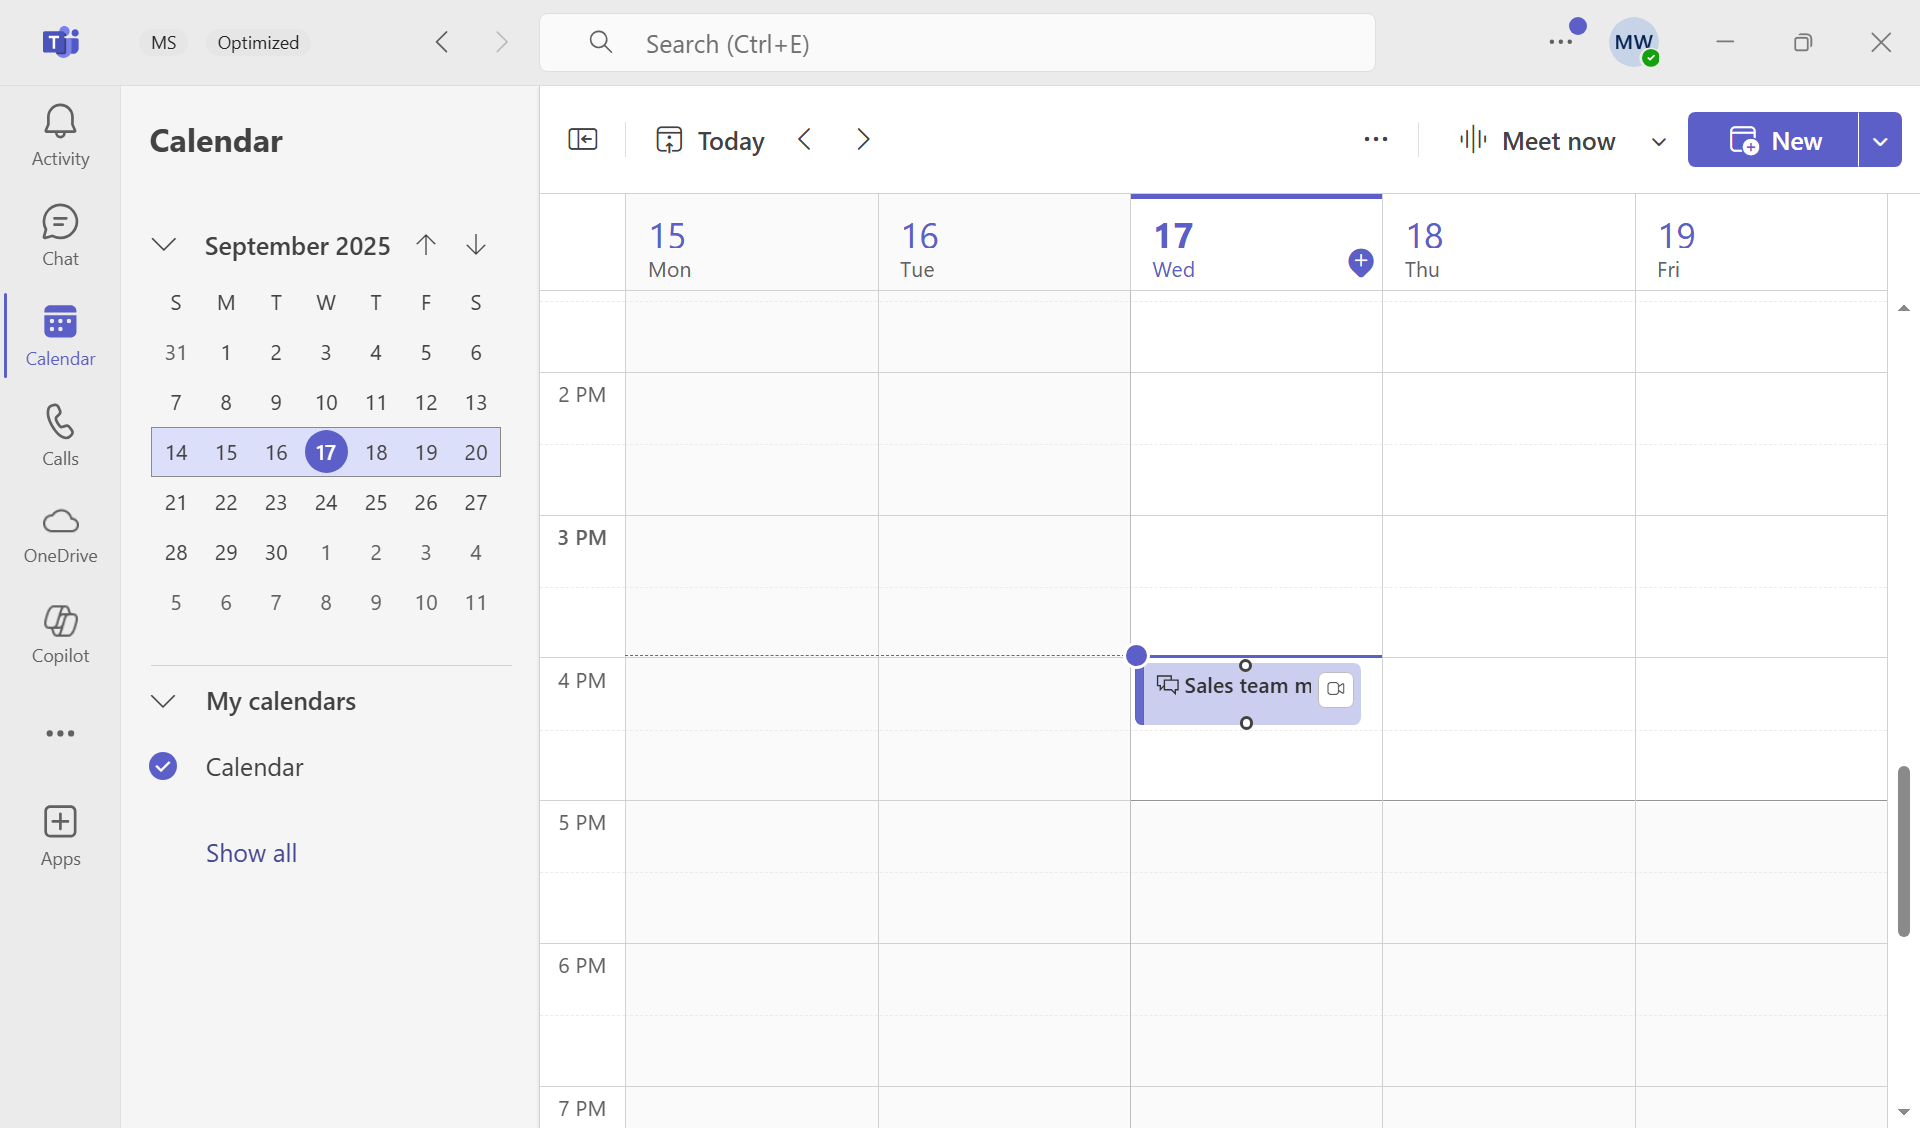 MS
Optimized
Search (Ctrl+E)
MW
Activity
Chat
Calendar
Calls
OneDrive
Copilot
Apps
Calendar
September 2025
S M T W T F S
31 1 2 3 4 5 6
7 8 9 10 11 12 13
14 15 16 17 18 19 20
21 22 23 24 25 26 27
28 29 30 1 2 3 4
5 6 7 8 9 10 11
My calendars
Calendar
Show all
Today
Meet now
New
15
Mon
16
Tue
17
Wed
18
Thu
19
Fri
2 PM
3 PM
4 PM
Sales team m
5 PM
6 PM
7 PM